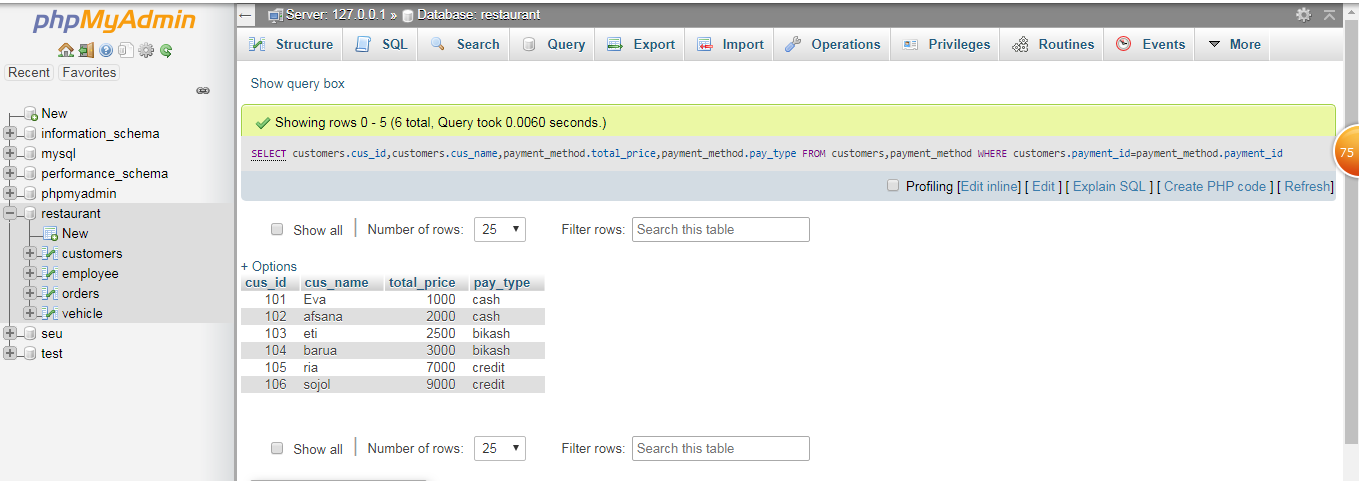 phpMyAdmin
Recent Favorites
New
information_schema
mysql
performance_schema
phpmyadmin
restaurant
New
customers
employee
orders
vehicle
seu
test
← Server: 127.0.0.1 » Database: restaurant
Structure SQL Search Query Export Import Operations Privileges Routines Events More
Show query box
Showing rows 0 - 5 (6 total, Query took 0.0060 seconds.)
SELECT customers.cus_id,customers.cus_name,payment_method.total_price,payment_method.pay_type FROM customers,payment_method WHERE customers.payment_id=payment_method.payment_id
Profiling [Edit inline] [ Edit ] [ Explain SQL ] [ Create PHP code ] [ Refresh]
Show all | Number of rows: 25 Filter rows: Search this table
+ Options
cus_id cus_name total_price pay_type
101 Eva 1000 cash
102 afsana 2000 cash
103 eti 2500 bikash
104 barua 3000 bikash
105 ria 7000 credit
106 sojol 9000 credit
Show all | Number of rows: 25 Filter rows: Search this table
75